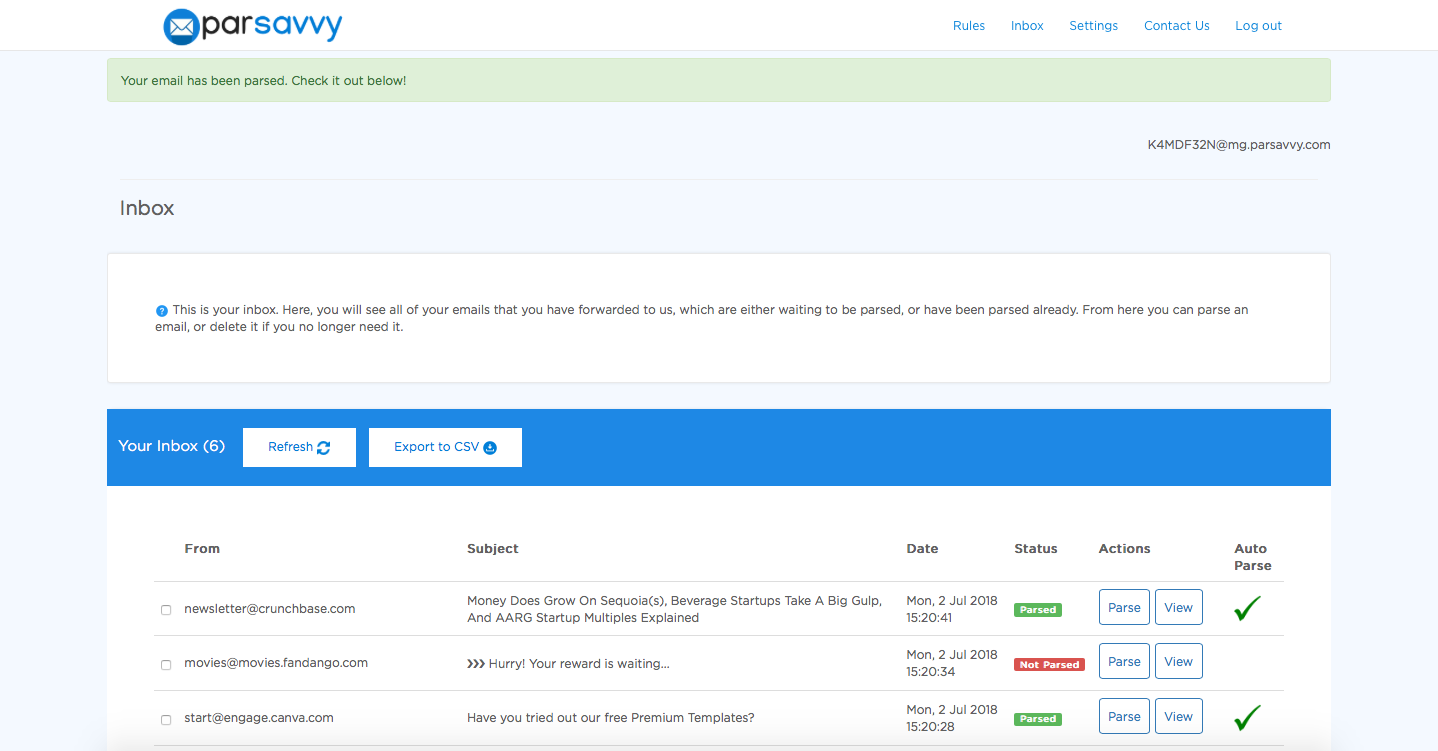 parsavvy
Rules Inbox Settings Contact Us Log out
Your email has been parsed. Check it out below!
K4MDF32N@mg.parsavvy.com
Inbox
? This is your inbox. Here, you will see all of your emails that you have forwarded to us, which are either waiting to be parsed, or have been parsed already. From here you can parse an
email, or delete it if you no longer need it.
Your Inbox (6) Refresh Export to CSV
From Subject Date Status Actions Auto
Parse
newsletter@crunchbase.com Money Does Grow On Sequoia(s), Beverage Startups Take A Big Gulp, Mon, 2 Jul 2018 Parsed Parse View
And AARG Startup Multiples Explained 15:20:41
movies@movies.fandango.com ⋙ Hurry! Your reward is waiting... Mon, 2 Jul 2018 Not Parsed Parse View
15:20:34
start@engage.canva.com Have you tried out our free Premium Templates? Mon, 2 Jul 2018 Parsed Parse View
15:20:28